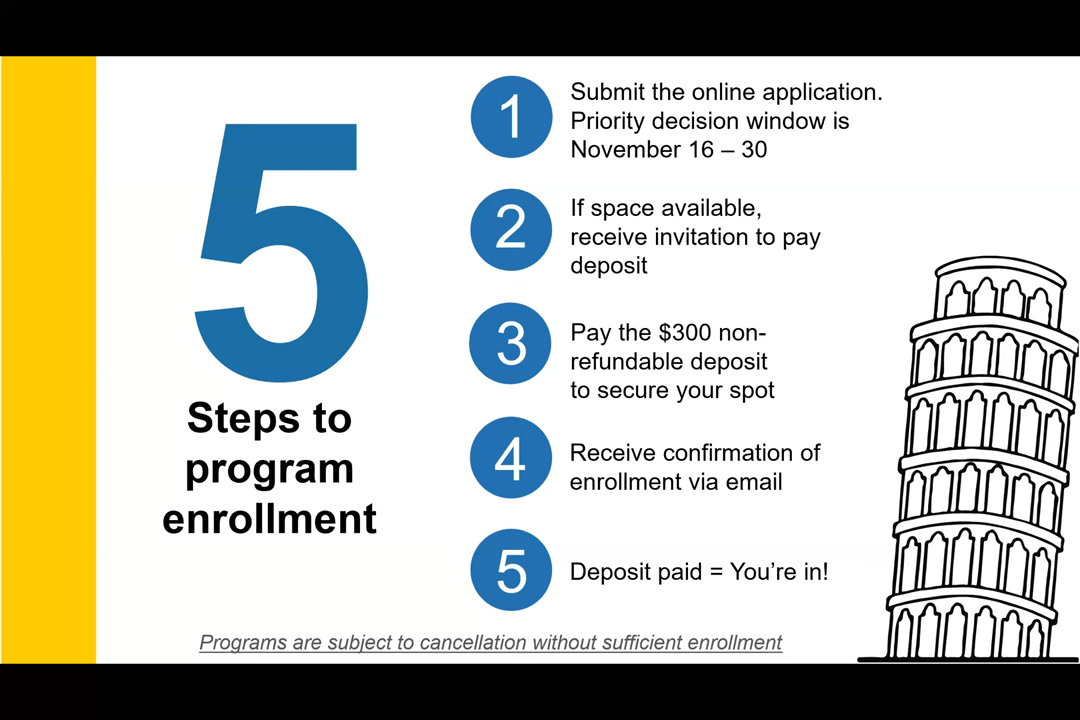 5
Steps to
program
enrollment
1
Submit the online application.
Priority decision window is
November 16 – 30
2
If space available,
receive invitation to pay
deposit
3
Pay the $300 non-
refundable deposit
to secure your spot
4
Receive confirmation of
enrollment via email
5
Deposit paid = You’re in!
Programs are subject to cancellation without sufficient enrollment